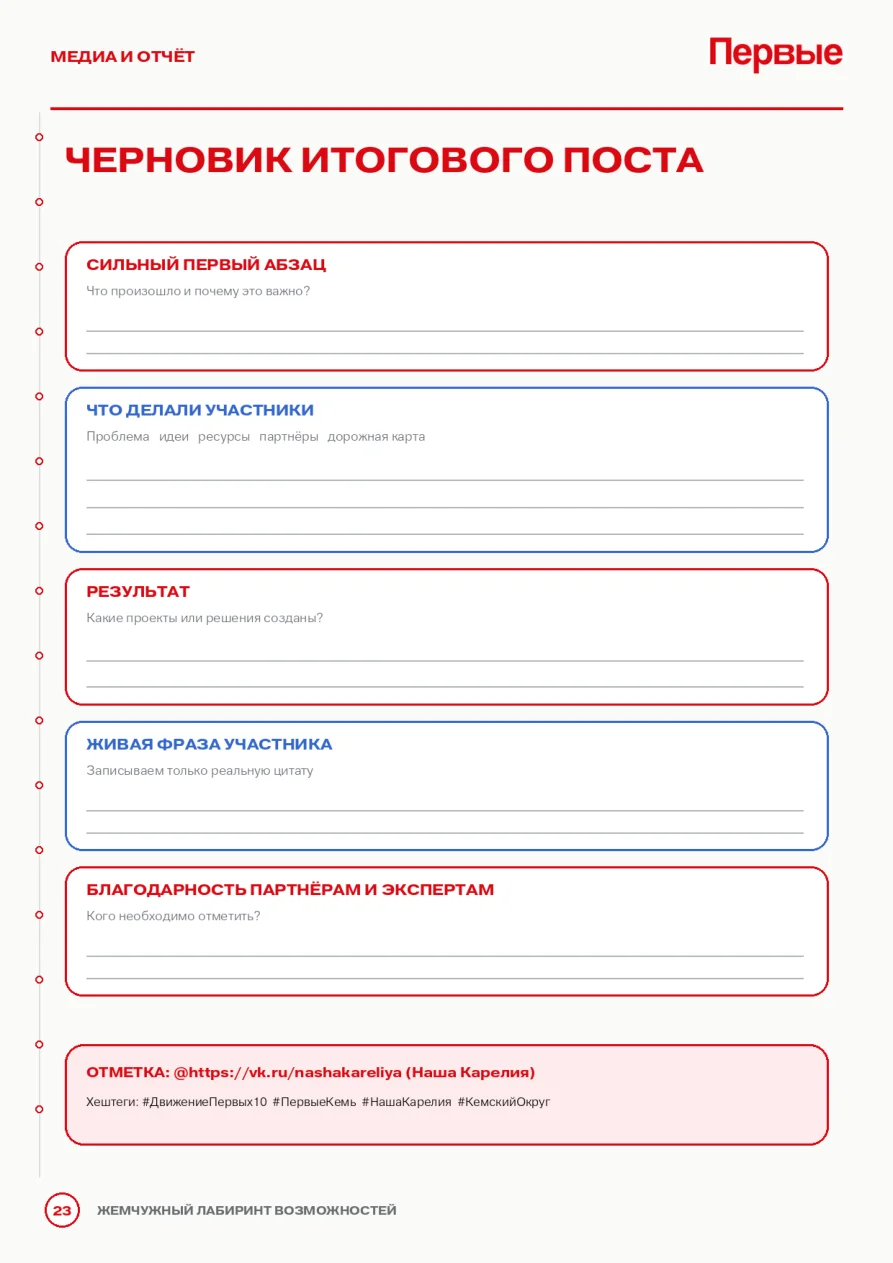 МЕДИА И ОТЧЁТ
Первые
ЧЕРНОВИК ИТОГОВОГО ПОСТА
СИЛЬНЫЙ ПЕРВЫЙ АБЗАЦ
Что произошло и почему это важно?
ЧТО ДЕЛАЛИ УЧАСТНИКИ
Проблема идеи ресурсы партнёры дорожная карта
РЕЗУЛЬТАТ
Какие проекты или решения созданы?
ЖИВАЯ ФРАЗА УЧАСТНИКА
Записываем только реальную цитату
БЛАГОДАРНОСТЬ ПАРТНЁРАМ И ЭКСПЕРТАМ
Кого необходимо отметить?
ОТМЕТКА: @https://vk.ru/nashakareliya (Наша Карелия)
Хештеги: #ДвижениеПервых10 #ПервыеКемь #НашаКарелия #КемскийОкруг
23 ЖЕМЧУЖНЫЙ ЛАБИРИНТ ВОЗМОЖНОСТЕЙ